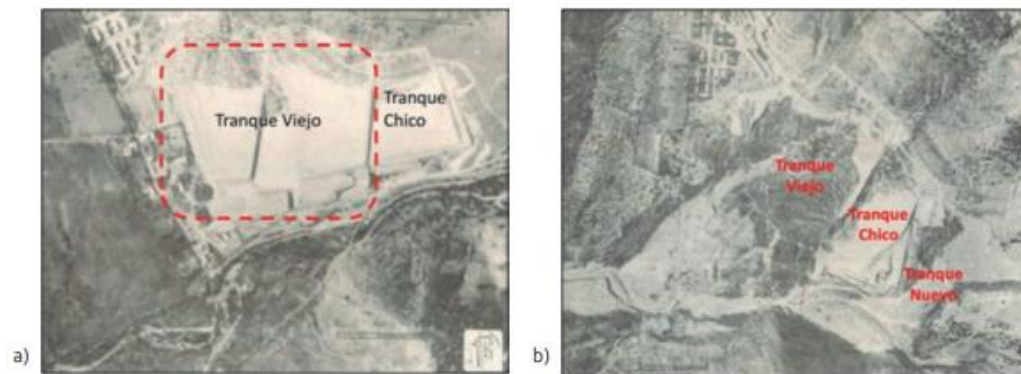 Tranque Viejo
Tranque
Chico
a)
Tranque
Viejo
Tranque
Chico
Tranque
Nuevo
b)